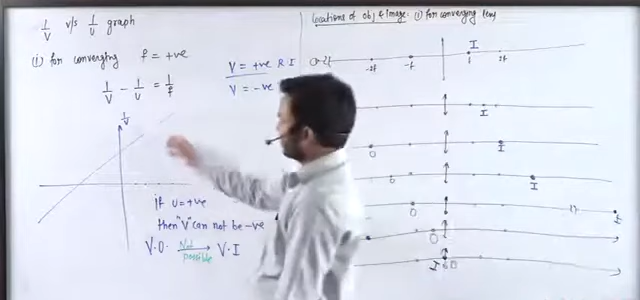 1/V v/s 1/u graph
(i) for converging f = +ve
1/V - 1/u = 1/f
V = +ve R I
V = -ve
1/V
if u = +ve
then "V" can not be -ve
V.O. Not possible V.I
Locations of obj & Image. (i) for converging lens
-2f -f I f 2f
I
O I
O I
O I
O
I O